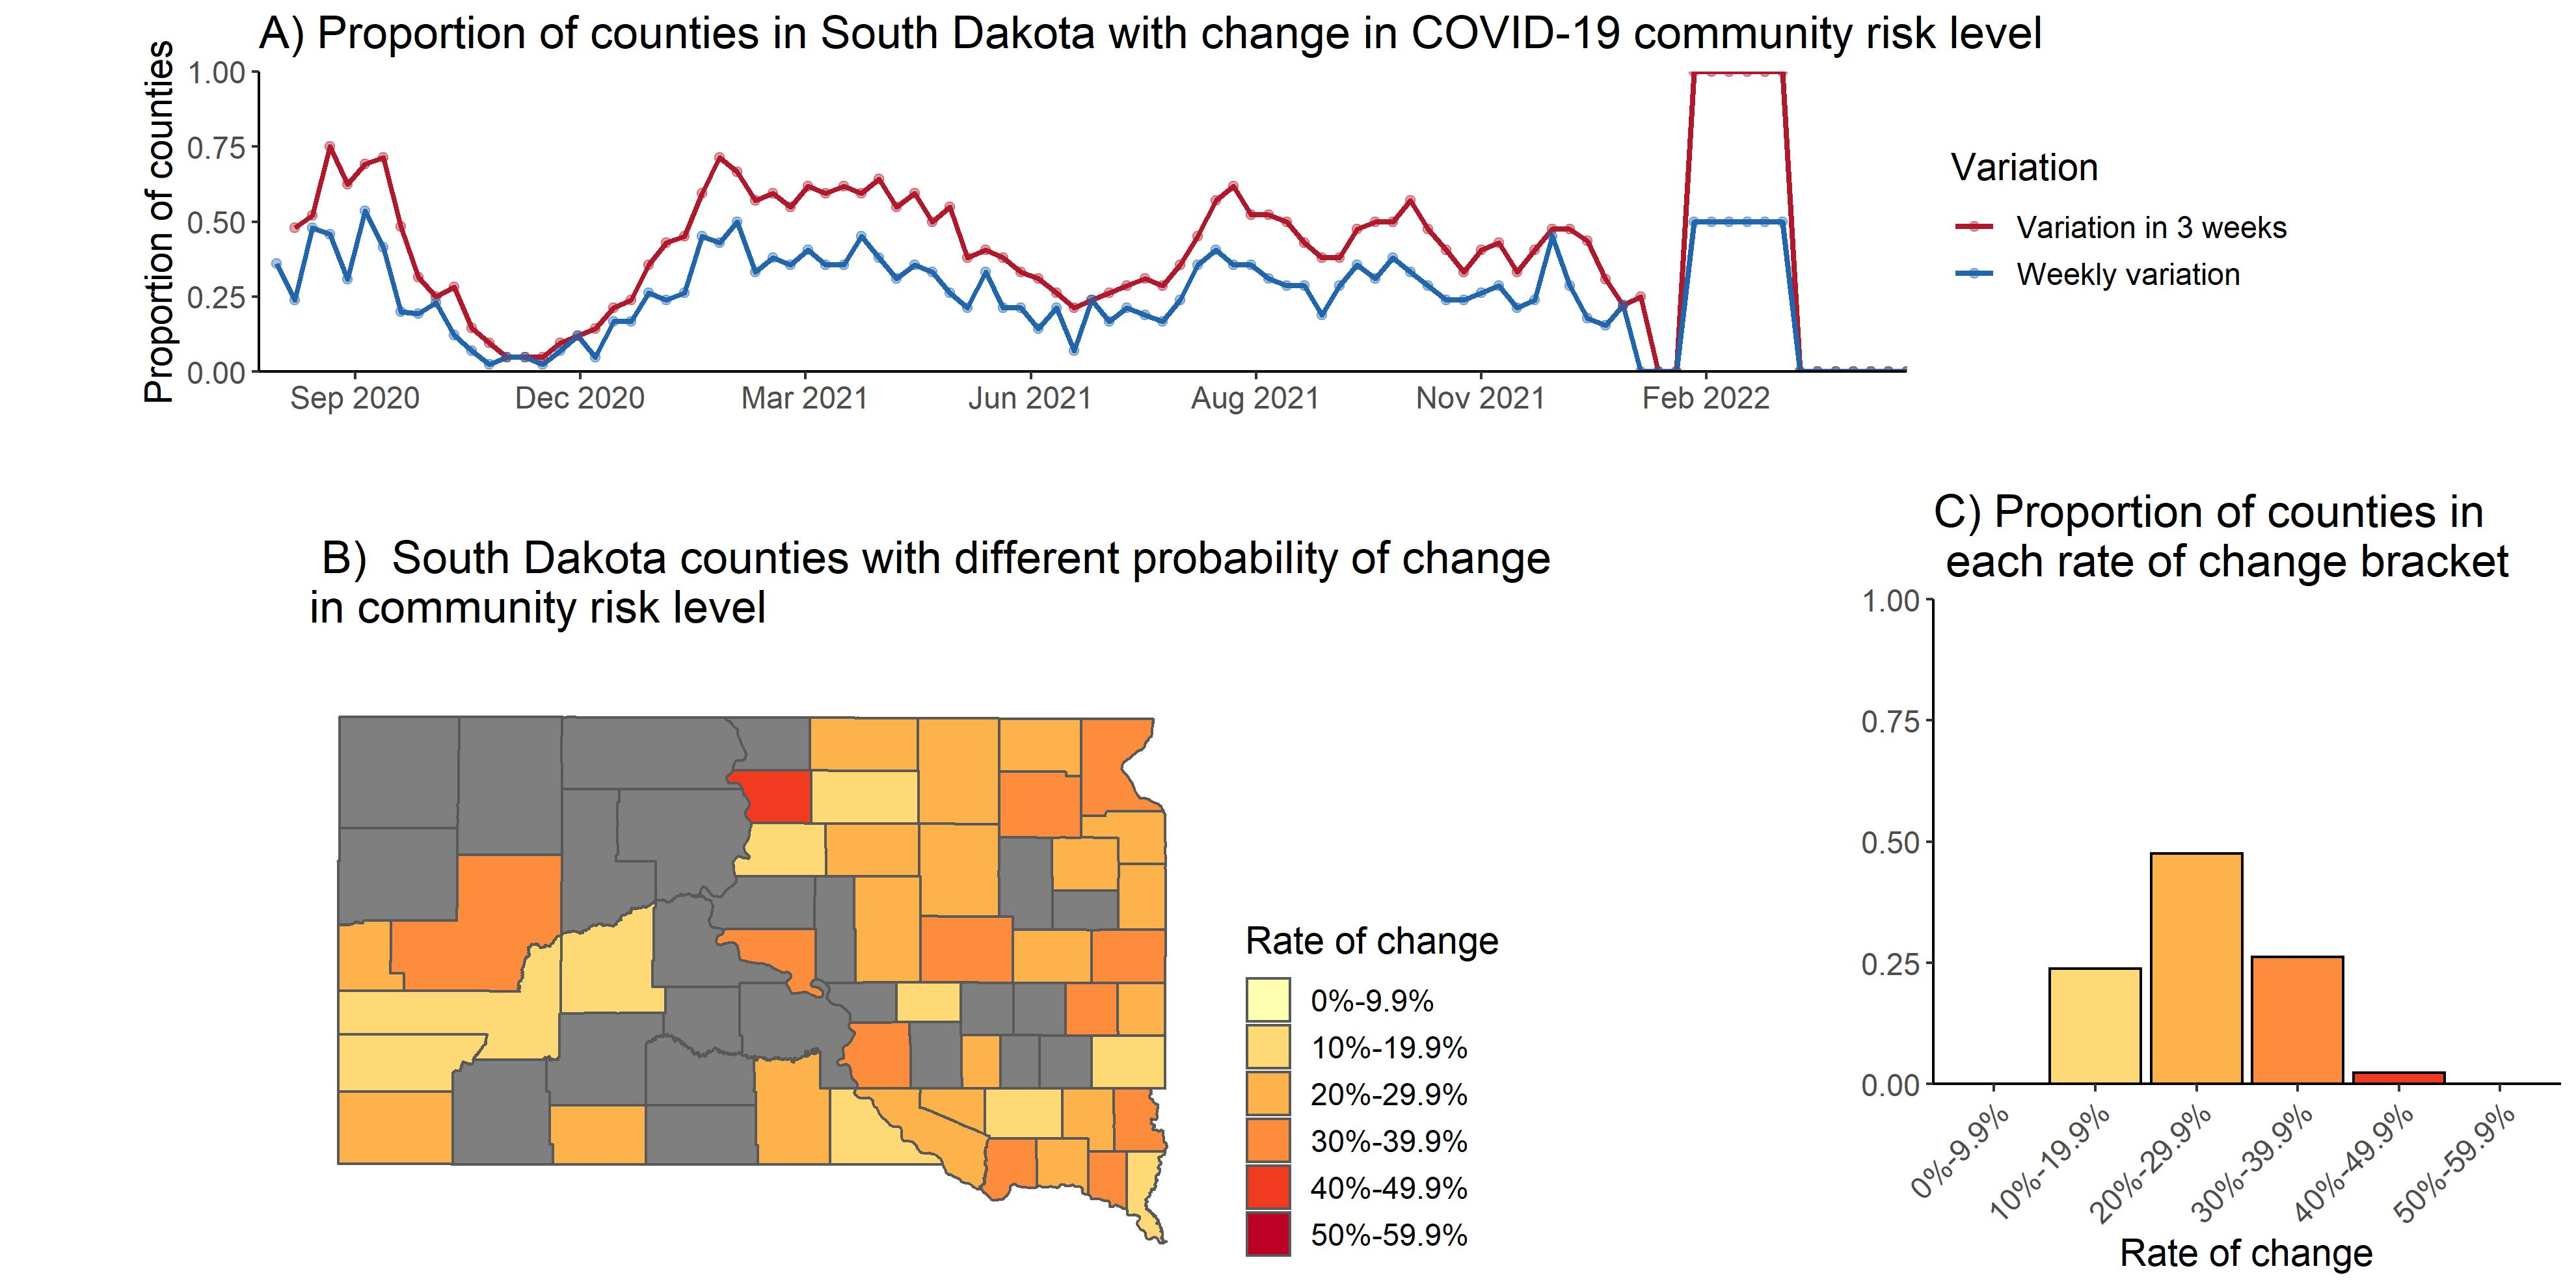 A) Proportion of counties in South Dakota with change in COVID-19 community risk level
Proportion of counties
1.00
0.75
0.50
0.25
0.00
Sep 2020
Dec 2020
Mar 2021
Jun 2021
Aug 2021
Nov 2021
Feb 2022
Variation
Variation in 3 weeks
Weekly variation
B) South Dakota counties with different probability of change
in community risk level
Rate of change
0%-9.9%
10%-19.9%
20%-29.9%
30%-39.9%
40%-49.9%
50%-59.9%
C) Proportion of counties in
each rate of change bracket
1.00
0.75
0.50
0.25
0.00
0%-9.9%
10%-19.9%
20%-29.9%
30%-39.9%
40%-49.9%
50%-59.9%
Rate of change